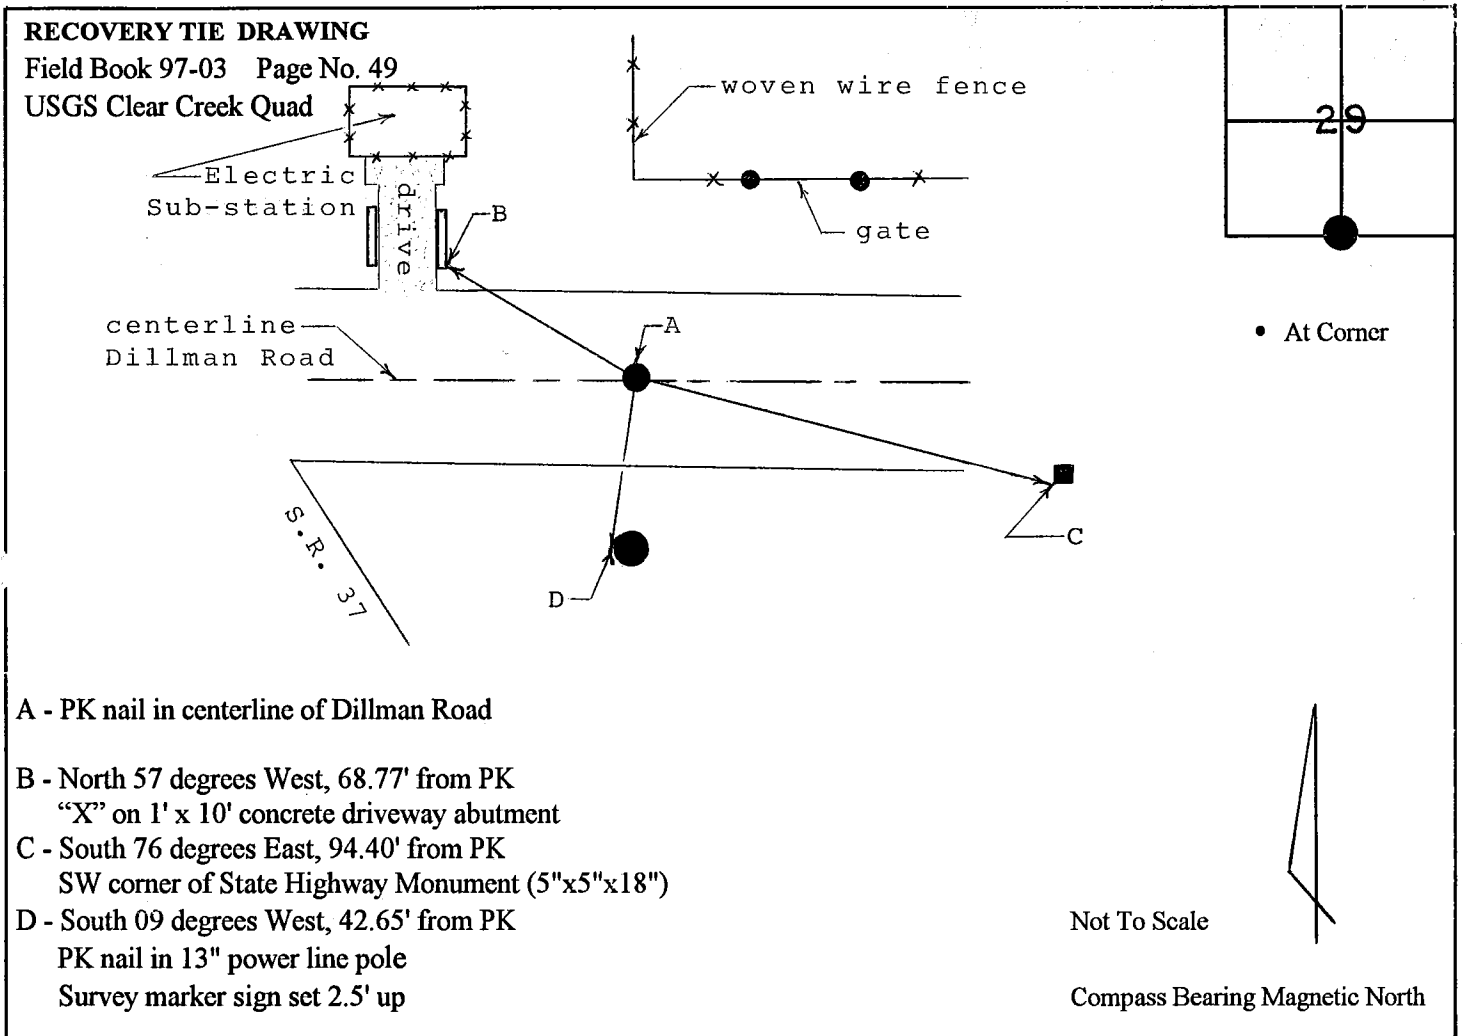 RECOVERY TIE DRAWING
Field Book 97-03 Page No. 49
USGS Clear Creek Quad
woven wire fence
29
Electric
Sub-station
drive
B
gate
centerline
Dillman Road
A
• At Corner
S.R. 37
C
D
A - PK nail in centerline of Dillman Road
B - North 57 degrees West, 68.77' from PK
“X” on 1' x 10' concrete driveway abutment
C - South 76 degrees East, 94.40' from PK
SW corner of State Highway Monument (5"x5"x18")
D - South 09 degrees West, 42.65' from PK
PK nail in 13" power line pole
Survey marker sign set 2.5' up
Not To Scale
Compass Bearing Magnetic North